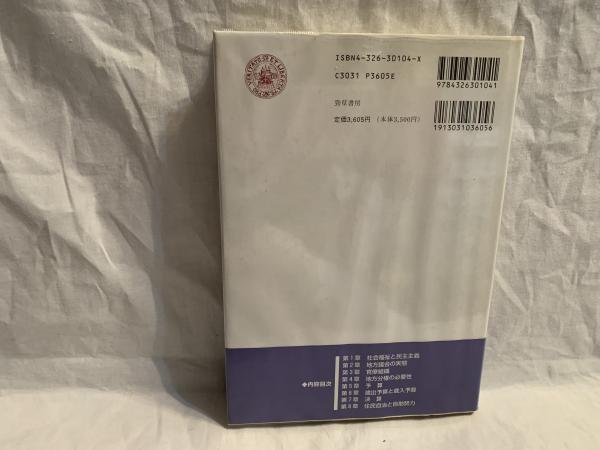 ISBN4-326-30104-X
C3031 P3605E
勁草書房
定価3,605円 (本体3,500円)
9784326301041
1913031036056
◆内容目次
第1章 社会福祉と民主主義
第2章 地方議会の実態
第3章 官僚組織
第4章 地方分権の必要性
第5章 予算
第6章 歳出予算と歳入予算
第7章 決算
第8章 住民自治と自助努力